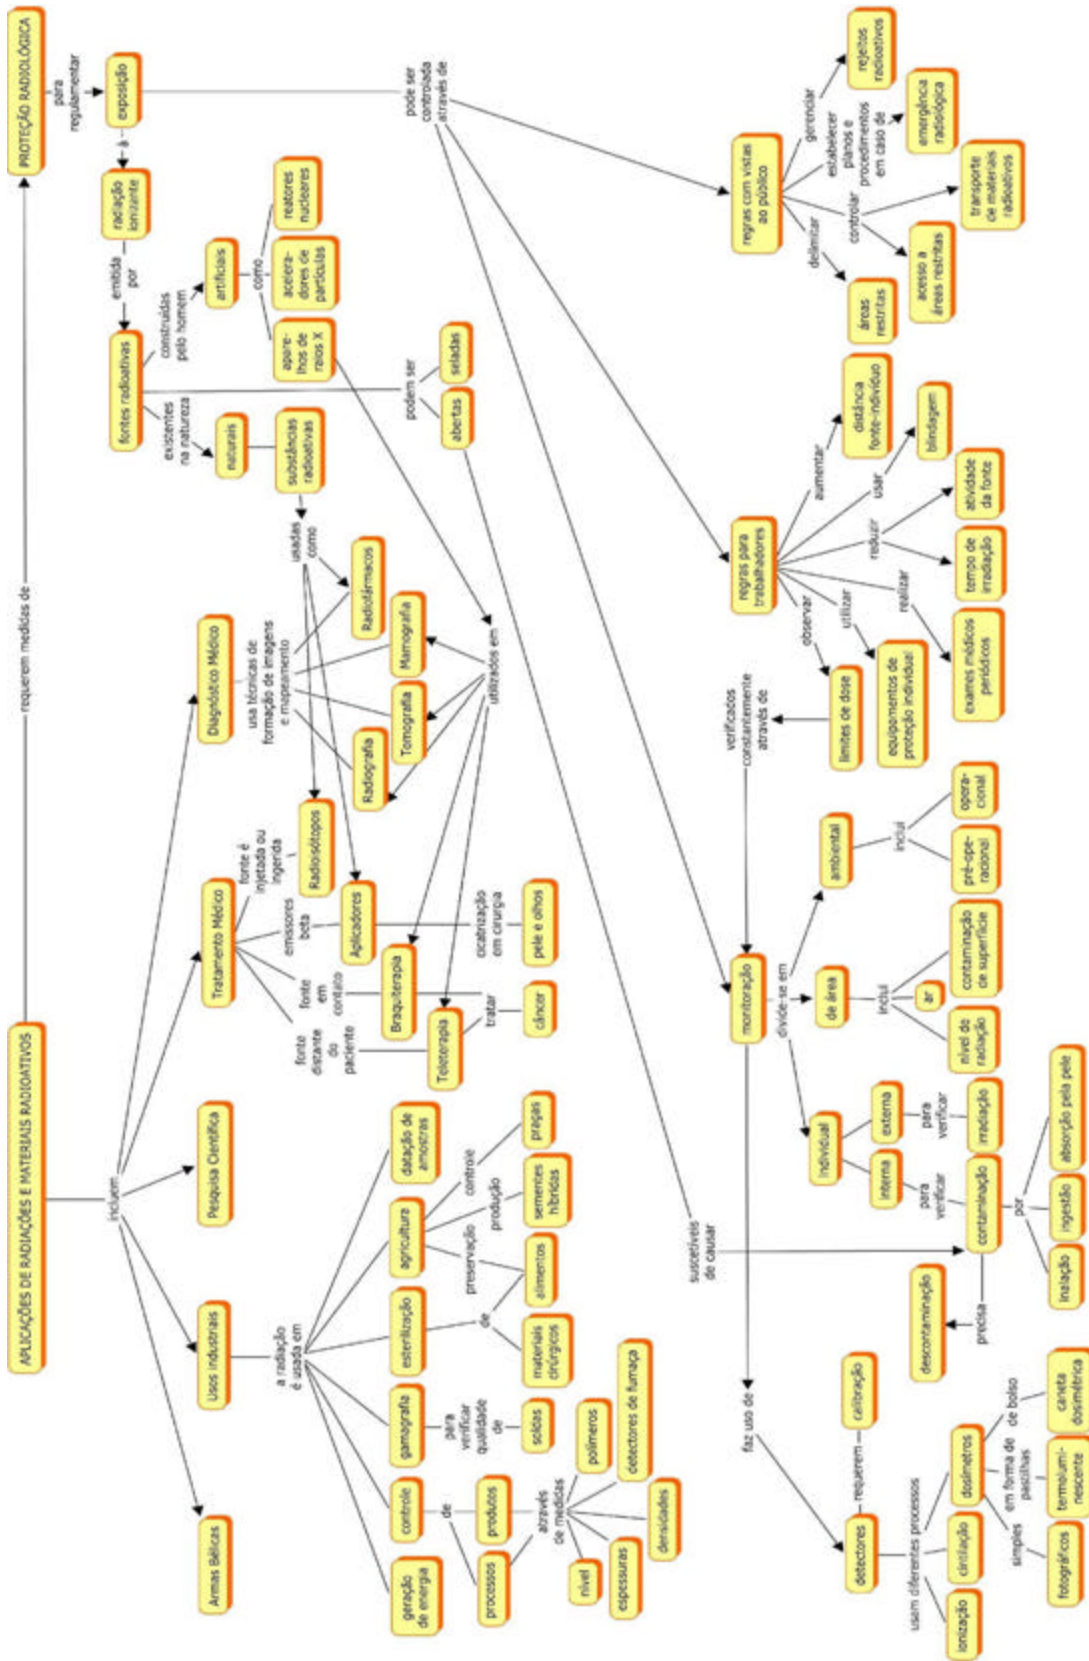 APLICAÇÕES DE RADIAÇÕES E MATERIAIS RADIOATIVOS
requerem medidas de
PROTEÇÃO RADIOLÓGICA
para
regulamentar
exposição
à
radiação
ionizante
emitida
por
fontes radioativas
existentes
na natureza
naturais
substâncias
radioativas
construídas
pelo homem
artificiais
como
apare-
lhos de
raios X
acelera-
dores de
partículas
reatores
nucleares
podem ser
abertas
seladas
usadas
como
incluem
Armas Bélicas
Usos industriais
Pesquisa Científica
Tratamento Médico
Diagnóstico Médico
a radiação
é usada em
geração
de energia
controle
gamagrafia
esterilização
agricultura
datação de
amostras
de
processos
produtos
através
de medidas
nível
espessuras
densidades
detectores de fumaça
polímeros
para
verificar
qualidade
de
soldas
de
materiais
cirúrgicos
alimentos
preservação
produção
controle
sementes
híbridas
pragas
fonte
distante
do
paciente
fonte
em
contato
emissores
beta
fonte é
injetada ou
ingerida
Teleterapia
Braquiterapia
Aplicadores
Radioisótopos
tratar
câncer
cicatrização
em cirurgia
pele e olhos
usa técnicas de
formação de imagens
e mapeamento
Radiografia
Tomografia
Mamografia
Radiofármacos
utilizados em
suscetíveis
de causar
pode ser
controlada
através de
monitoração
regras para
trabalhadores
regras com vistas
ao público
faz uso de
detectores
requerem
calibração
usam diferentes processos
ionização
cintilação
dosímetros
simples
em forma de
pastilhas
de bolso
fotográficos
termolumi-
nescente
caneta
dosimétrica
divide-se em
individual
de área
ambiental
interna
externa
para
verificar
para
verificar
contaminação
irradiação
precisa
descontaminação
por
inalação
ingestão
absorção pela pele
inclui
nível de
radiação
ar
contaminação
de superfície
inclui
pré-ope-
racional
opera-
cional
verificados
constantemente
através de
observar
limites de dose
utilizar
equipamentos de
proteção individual
realizar
exames médicos
periódicos
reduzir
tempo de
irradiação
atividade
da fonte
usar
blindagem
aumentar
distância
fonte-indivíduo
delimitar
áreas
restritas
controlar
acesso a
áreas restritas
transporte
de materiais
radioativos
estabelecer
planos e
procedimentos
em caso de
emergência
radiológica
gerenciar
rejeitos
radioativos